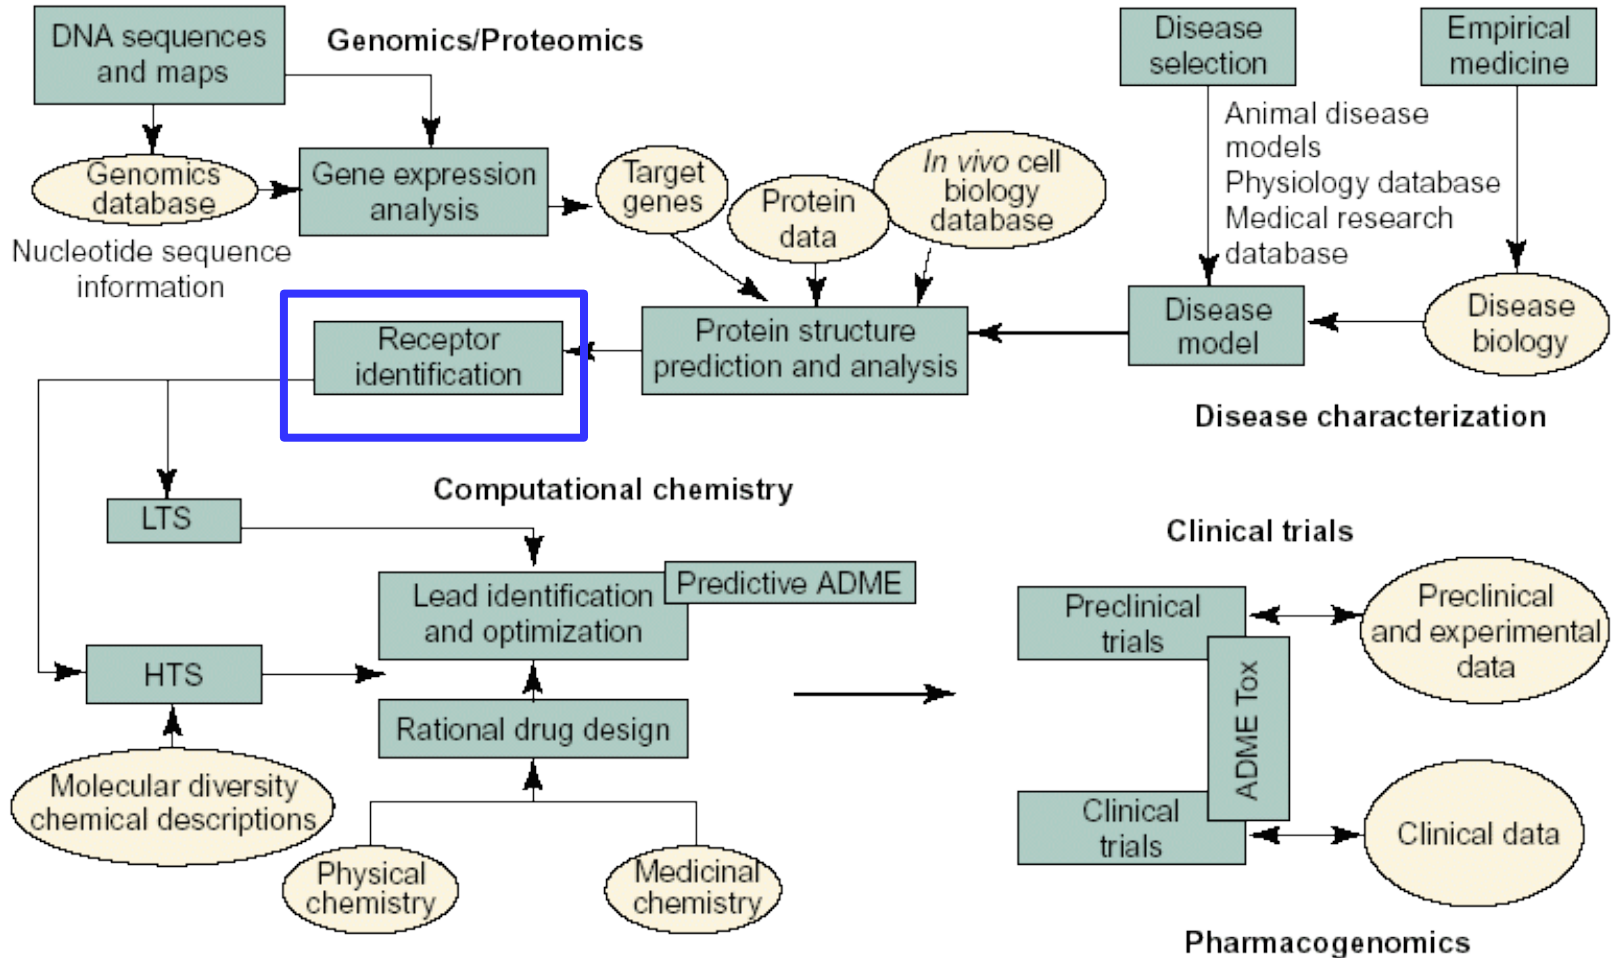 DNA sequences
and maps
Genomics/Proteomics
Disease
selection
Empirical
medicine
Genomics
database
Gene expression
analysis
Target
genes
Protein
data
In vivo cell
biology
database
Animal disease
models
Physiology database
Medical research
database
Nucleotide sequence
information
Receptor
identification
Protein structure
prediction and analysis
Disease
model
Disease
biology
Disease characterization
LTS
Computational chemistry
Clinical trials
Lead identification
and optimization
Predictive ADME
Preclinical
trials
Preclinical
and experimental
data
HTS
Rational drug design
ADME Tox
Molecular diversity
chemical descriptions
Clinical
trials
Clinical data
Physical
chemistry
Medicinal
chemistry
Pharmacogenomics